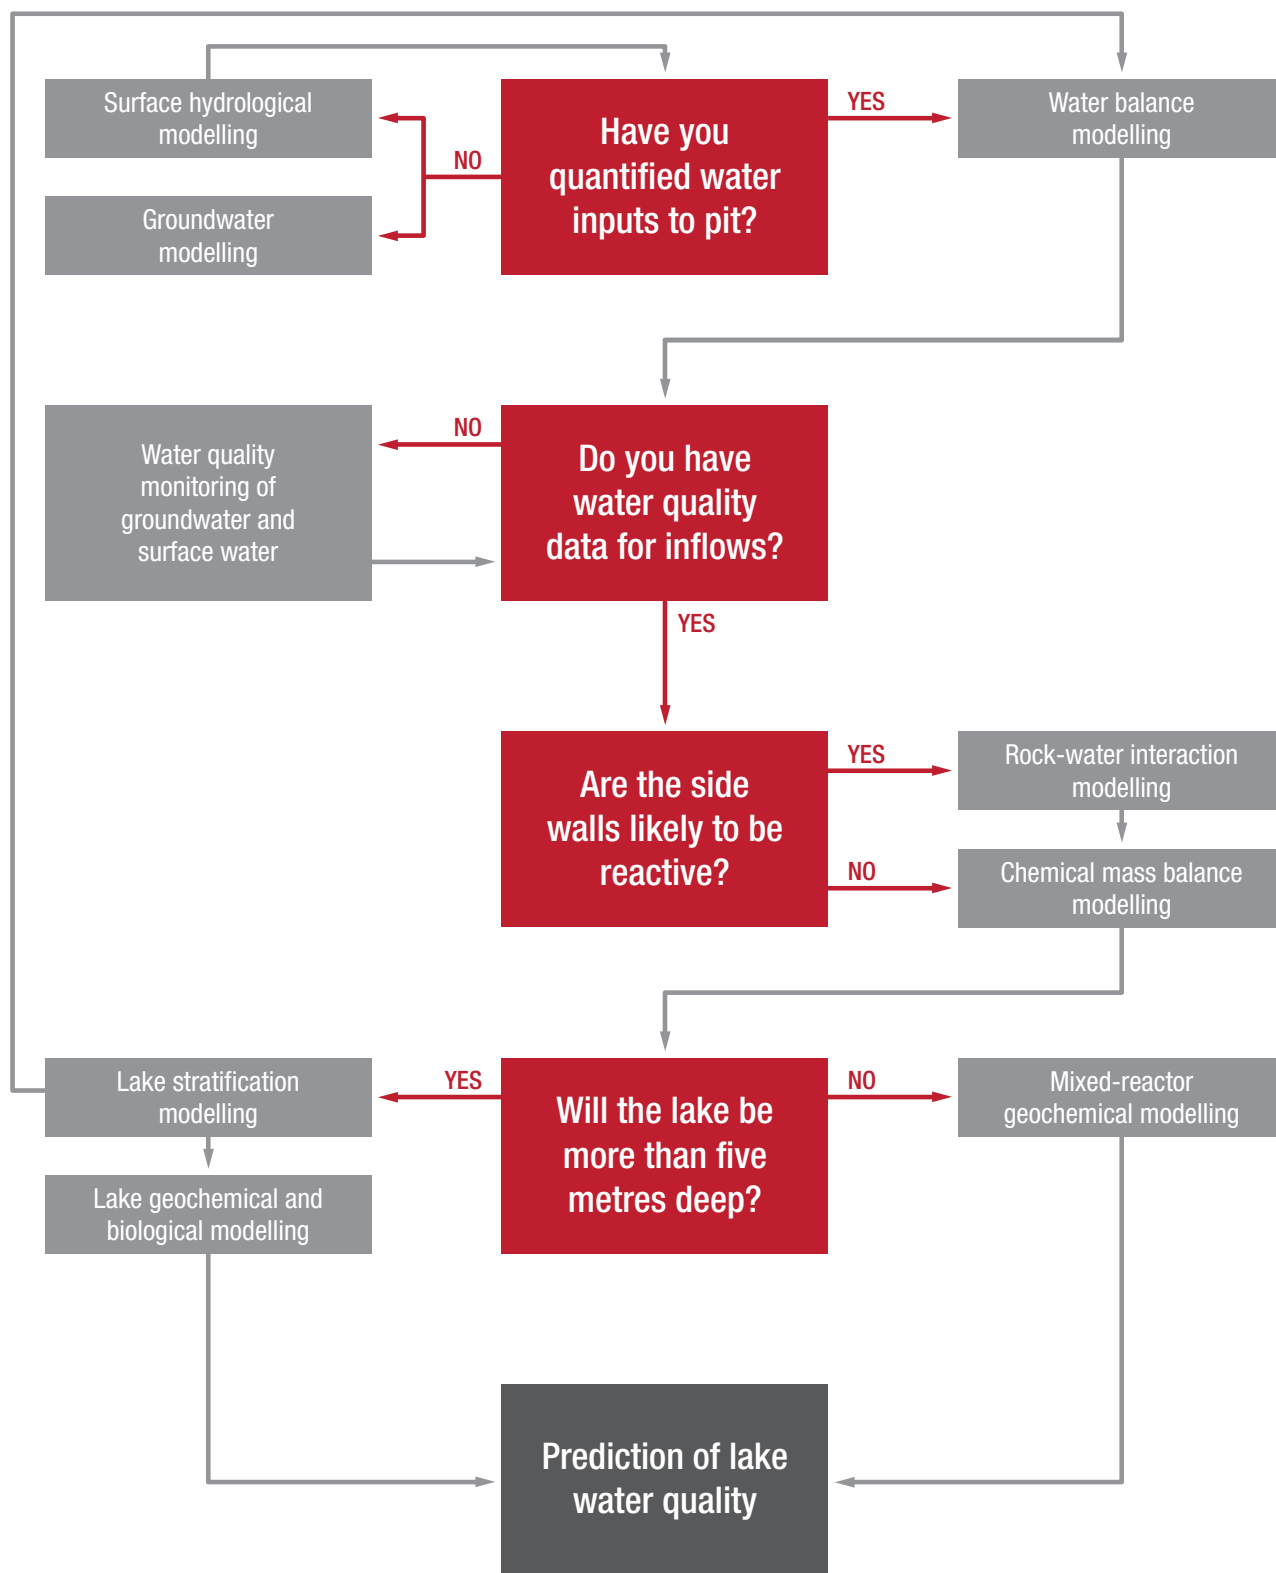 Surface hydrological
modelling
Groundwater
modelling
NO
Have you
quantified water
inputs to pit?
YES
Water balance
modelling
Water quality
monitoring of
groundwater and
surface water
NO
Do you have
water quality
data for inflows?
YES
Are the side
walls likely to be
reactive?
YES
Rock-water interaction
modelling
NO
Chemical mass balance
modelling
Lake stratification
modelling
Lake geochemical and
biological modelling
YES
Will the lake be
more than five
metres deep?
NO
Mixed-reactor
geochemical modelling
Prediction of lake
water quality